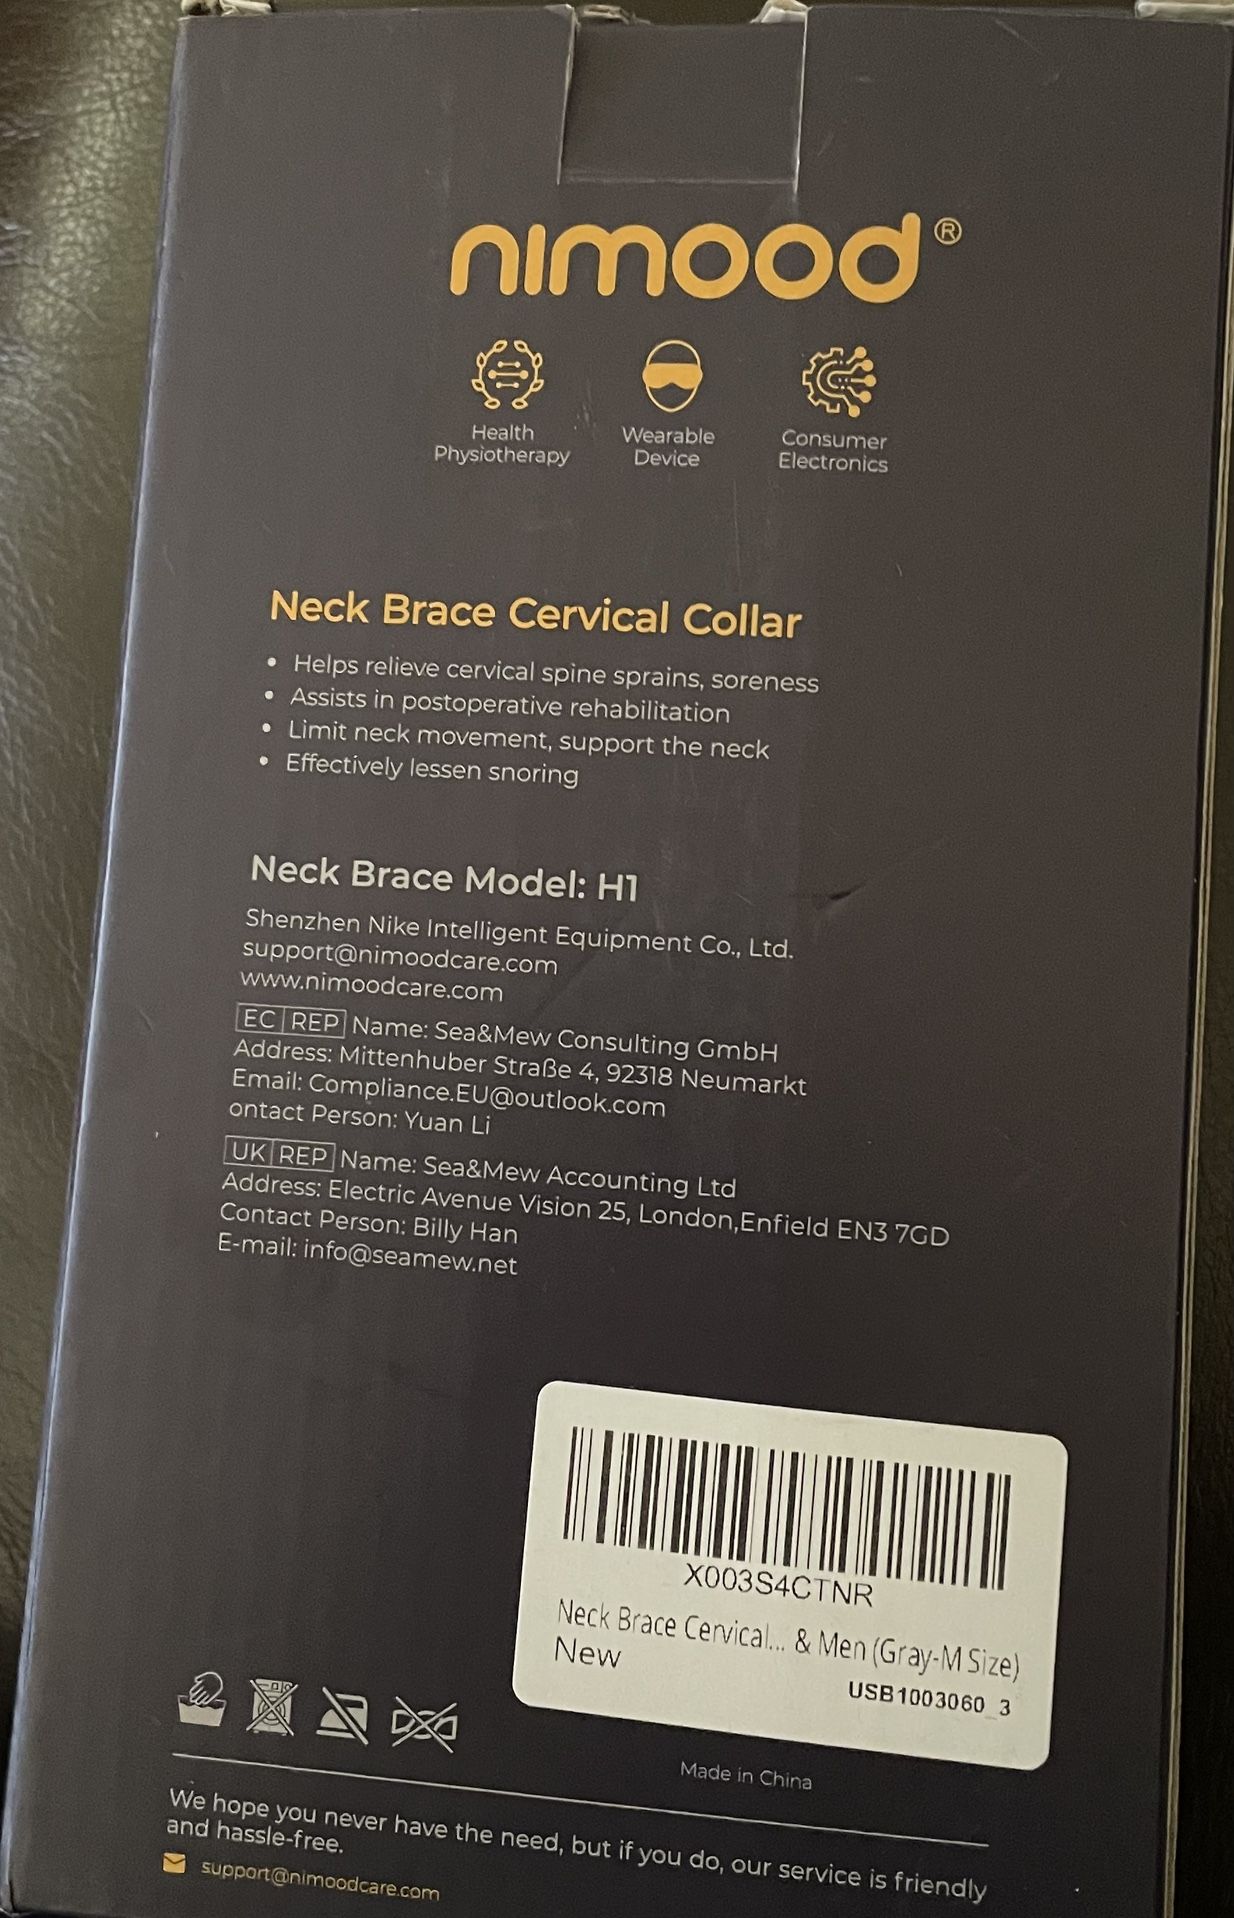 nimood®
Health
Physiotherapy
Wearable
Device
Consumer
Electronics
Neck Brace Cervical Collar
• Helps relieve cervical spine sprains, soreness
• Assists in postoperative rehabilitation
• Limit neck movement, support the neck
• Effectively lessen snoring
Neck Brace Model: H1
Shenzhen Nike Intelligent Equipment Co., Ltd.
support@nimoodcare.com
www.nimoodcare.com
EC REP Name: Sea&Mew Consulting GmbH
Address: Mittenhuber Straße 4, 92318 Neumarkt
Email: Compliance.EU@outlook.com
ontact Person: Yuan Li
UK REP Name: Sea&Mew Accounting Ltd
Address: Electric Avenue Vision 25, London,Enfield EN3 7GD
Contact Person: Billy Han
E-mail: info@seamew.net
X003S4CTNR
Neck Brace Cervical... & Men (Gray-M Size)
New
USB1003060_3
Made in China
We hope you never have the need, but if you do, our service is friendly
and hassle-free.
support@nimoodcare.com